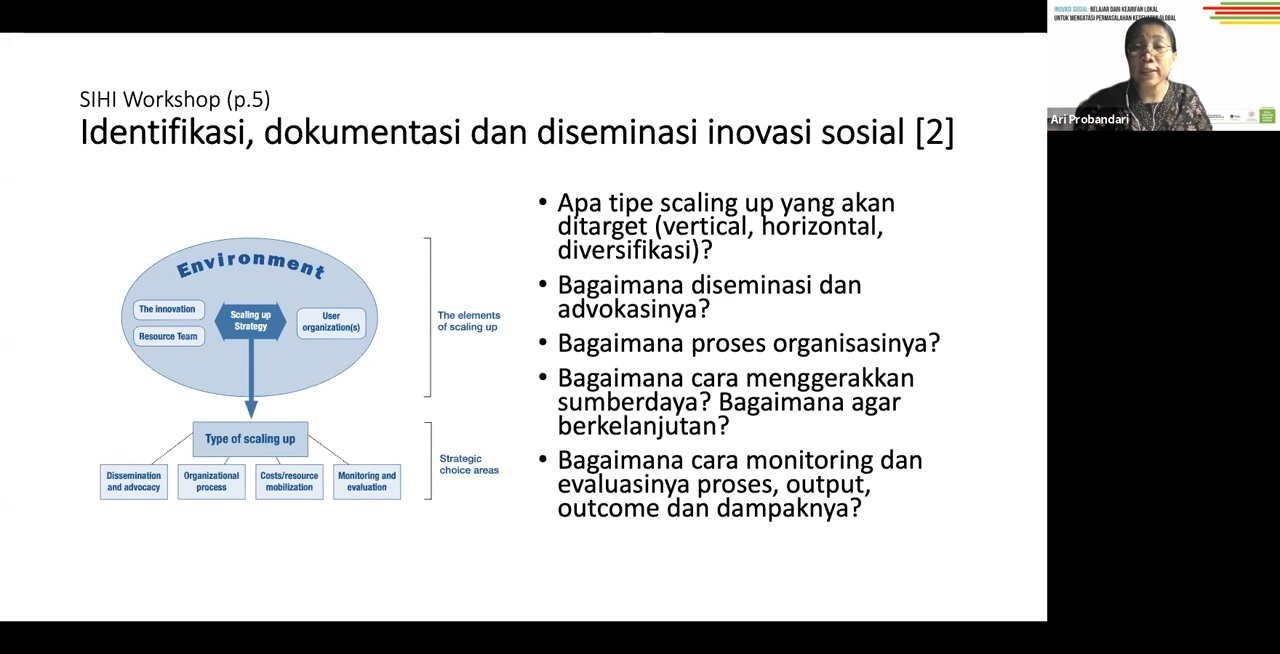 SIHI Workshop (p.5)
Identifikasi, dokumentasi dan diseminasi inovasi sosial [2]
Environment
The innovation
Resource Team
Scaling up
Strategy
User
organization(s)
The elements
of scaling up
Type of scaling up
Dissemination
and advocacy
Organizational
process
Costs/resource
mobilization
Monitoring and
evaluation
Strategic
choice areas
• Apa tipe scaling up yang akan
ditarget (vertical, horizontal,
diversifikasi)?
• Bagaimana diseminasi dan
advokasinya?
• Bagaimana proses organisasinya?
• Bagaimana cara menggerakkan
sumberdaya? Bagaimana agar
berkelanjutan?
• Bagaimana cara monitoring dan
evaluasinya proses, output,
outcome dan dampaknya?
INOVASI SOSIAL: BELAJAR DARI KEARIFAN LOKAL
UNTUK MENGATASI PERMASALAHAN KESEHATAN GLOBAL
Ari Probandari